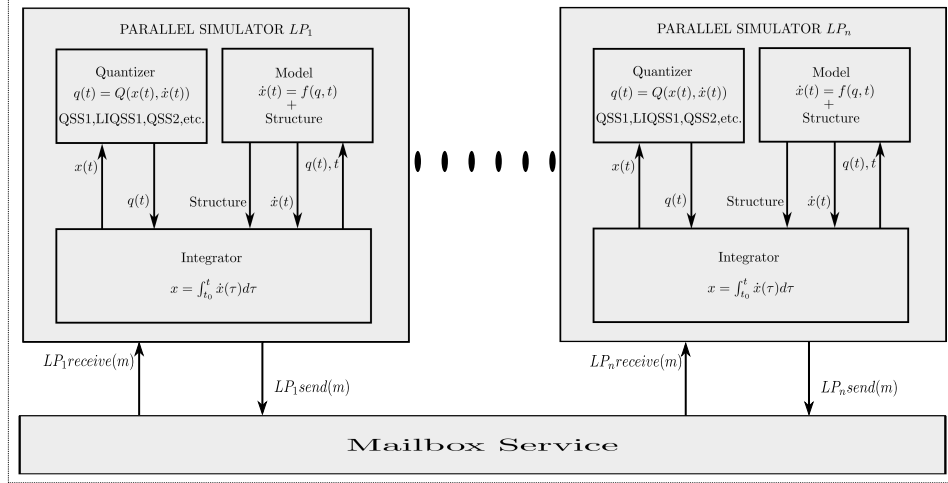 PARALLEL SIMULATOR LP₁
Quantizer
q(t) = Q(x(t), ẋ(t))
QSS1,LIQSS1,QSS2,etc.
Model
ẋ(t) = f(q, t)
+
Structure
x(t)
q(t)
Structure
ẋ(t)
q(t), t
Integrator
x = ∫ₜ₀ᵗ ẋ(τ)dτ
LP₁receive(m)
LP₁send(m)
PARALLEL SIMULATOR LPₙ
Quantizer
q(t) = Q(x(t), ẋ(t))
QSS1,LIQSS1,QSS2,etc.
Model
ẋ(t) = f(q, t)
+
Structure
x(t)
q(t)
Structure
ẋ(t)
q(t), t
Integrator
x = ∫ₜ₀ᵗ ẋ(τ)dτ
LPₙreceive(m)
LPₙsend(m)
Mailbox Service